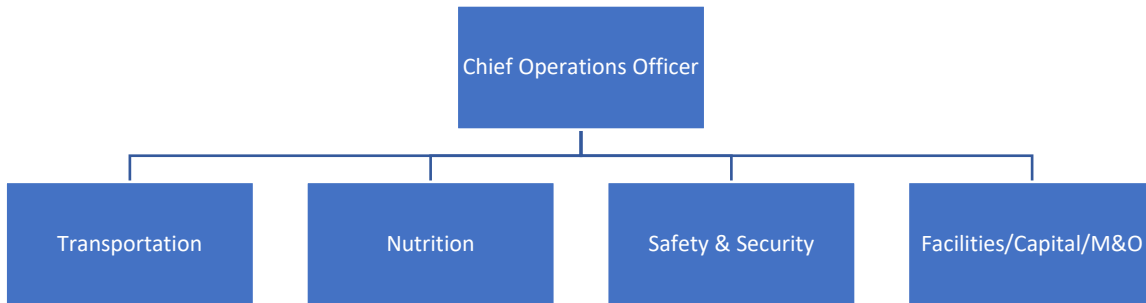 Chief Operations Officer
Transportation
Nutrition
Safety & Security
Facilities/Capital/M&O